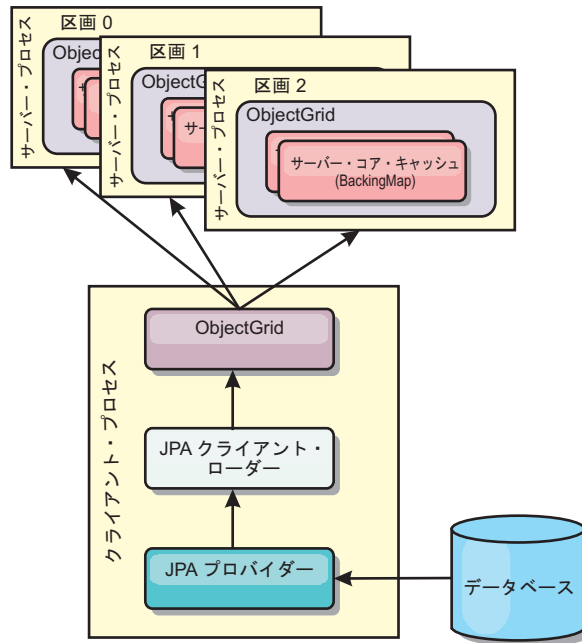 区画 0
サーバー・プロセス
Objec
区画 1
サーバー・プロセス
ObjectG
サ
区画 2
サーバー・プロセス
ObjectGrid
サーバー・コア・キャッシュ
(BackingMap)
クライアント・プロセス
ObjectGrid
JPA クライアント・
ローダー
JPA プロバイダー
データベース